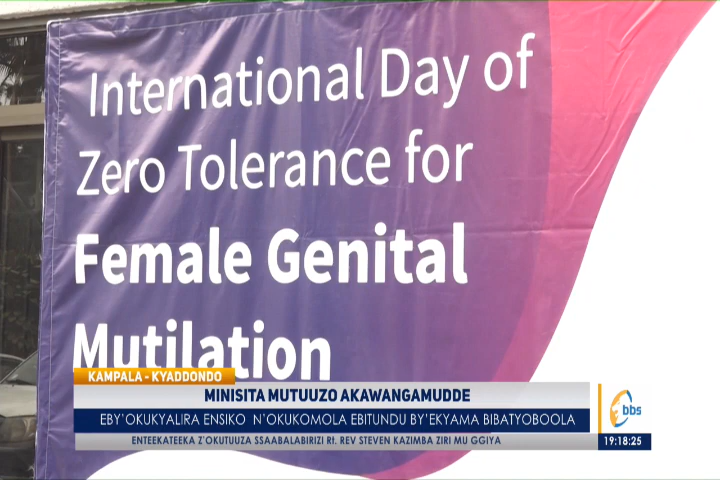 International Day of
Zero Tolerance for
Female Genital
Mutilation
KAMPALA - KYADDONDO
MINISITA MUTUUZO AKAWANGAMUDDE
EBY'OKUKYALIRA ENSIKO N'OKUKOMOLA EBITUNDU BY'EKYAMA BIBATYOBOOLA
bbs
ENTEEKATEEKA Z'OKUTUUZA SSAABALABIRIZI Rt. REV STEVEN KAZIMBA ZIRI MU GGIYA
19:18:25